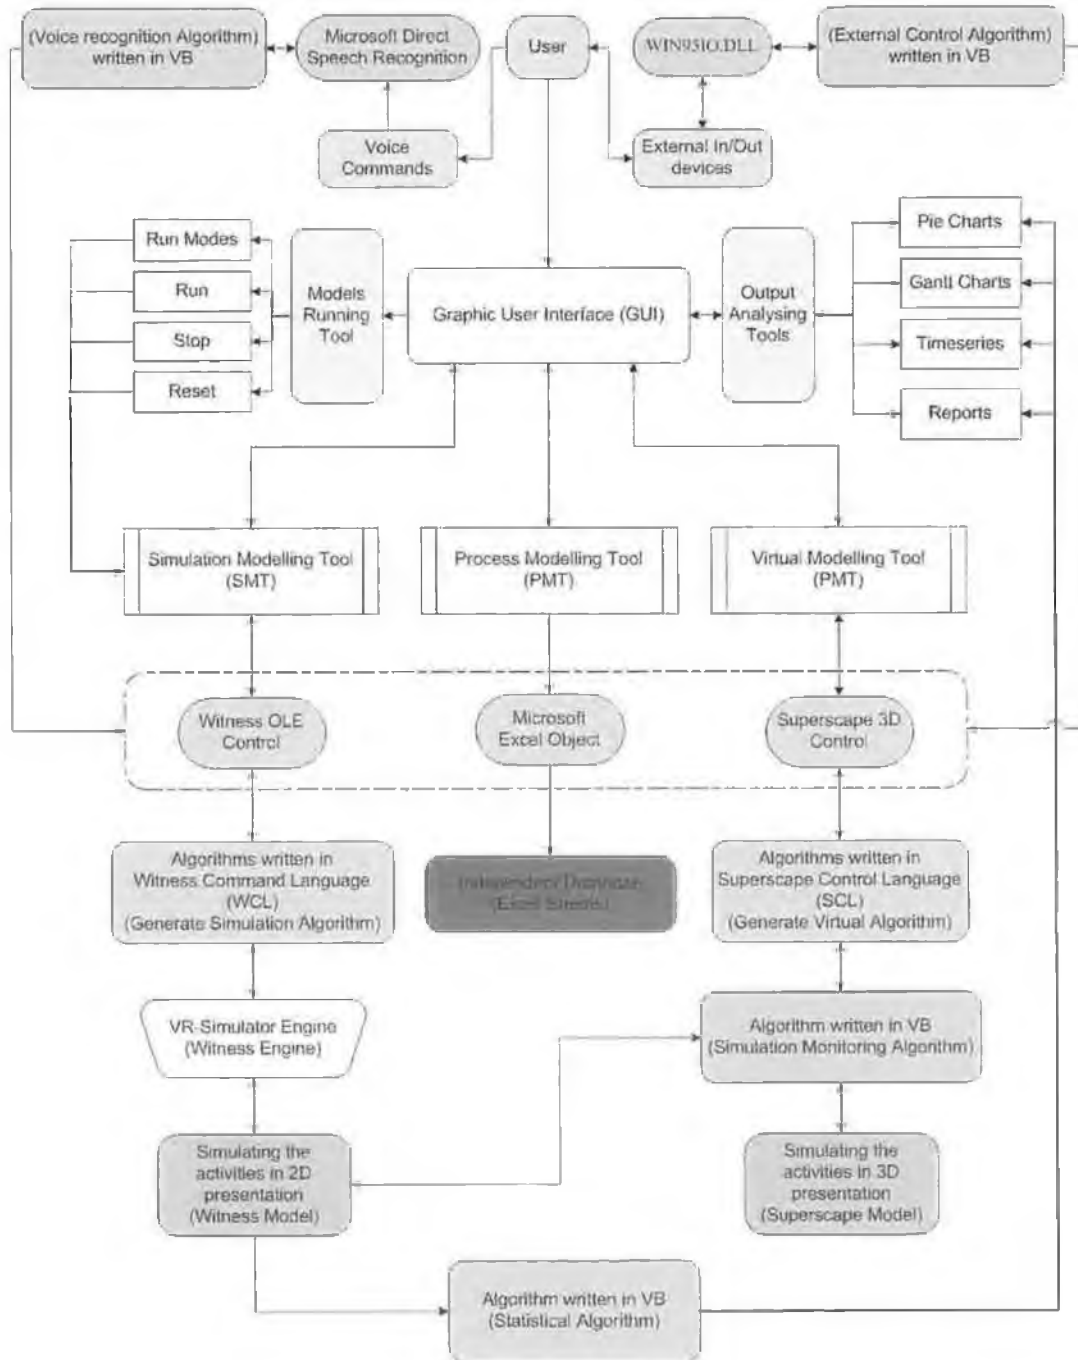 (Voice recognition Algorithm)
written in VB
Microsoft Direct
Speech Recognition
User
WIN95IO.DLL
(External Control Algorithm)
written in VB
Voice
Commands
External In/Out
devices
Run Modes
Run
Stop
Reset
Models
Running
Tool
Graphic User Interface (GUI)
Output
Analysing
Tools
Pie Charts
Gantt Charts
Timeseries
Reports
Simulation Modelling Tool
(SMT)
Process Modelling Tool
(PMT)
Virtual Modelling Tool
(PMT)
Witness OLE
Control
Microsoft
Excel Object
Superscape 3D
Control
Algorithms written in
Witness Command Language
(WCL)
(Generate Simulation Algorithm)
Independent
(Excel
Algorithms written in
Superscape Control Language
(SCL)
(Generate Virtual Algorithm)
VR-Simulator Engine
(Witness Engine)
Algorithm written in VB
(Simulation Monitoring Algorithm)
Simulating the
activities in 2D
presentation
(Witness Model)
Simulating the
activities in 3D
presentation
(Superscape Model)
Algorithm written in VB
(Statistical Algorithm)